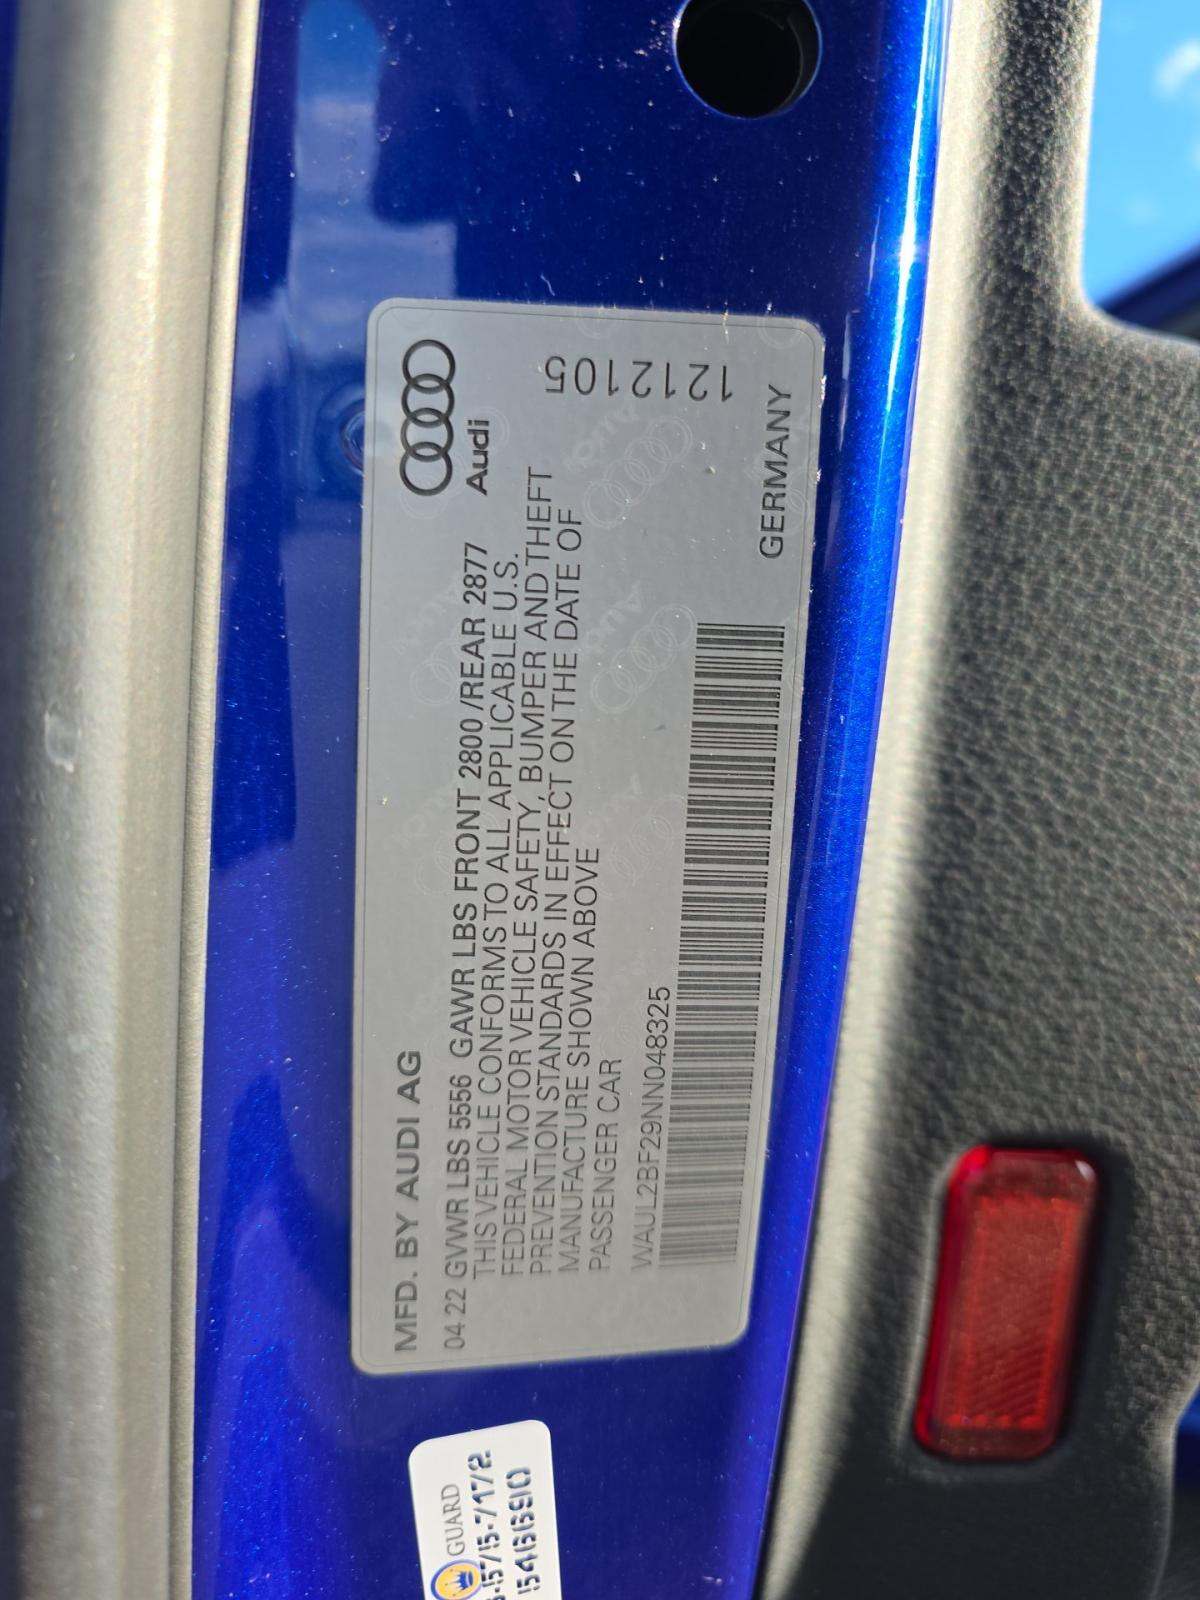 MFD. BY AUDI AG
Audi
04.22 GVWR LBS 5556 GAWR LBS FRONT 2800 /REAR 2877
THIS VEHICLE CONFORMS TO ALL APPLICABLE U.S.
FEDERAL MOTOR VEHICLE SAFETY, BUMPER AND THEFT
PREVENTION STANDARDS IN EFFECT ON THE DATE OF
MANUFACTURE SHOWN ABOVE
PASSENGER CAR
1212105
WAUL2BF29NN048325
GERMANY
GUARD
546690